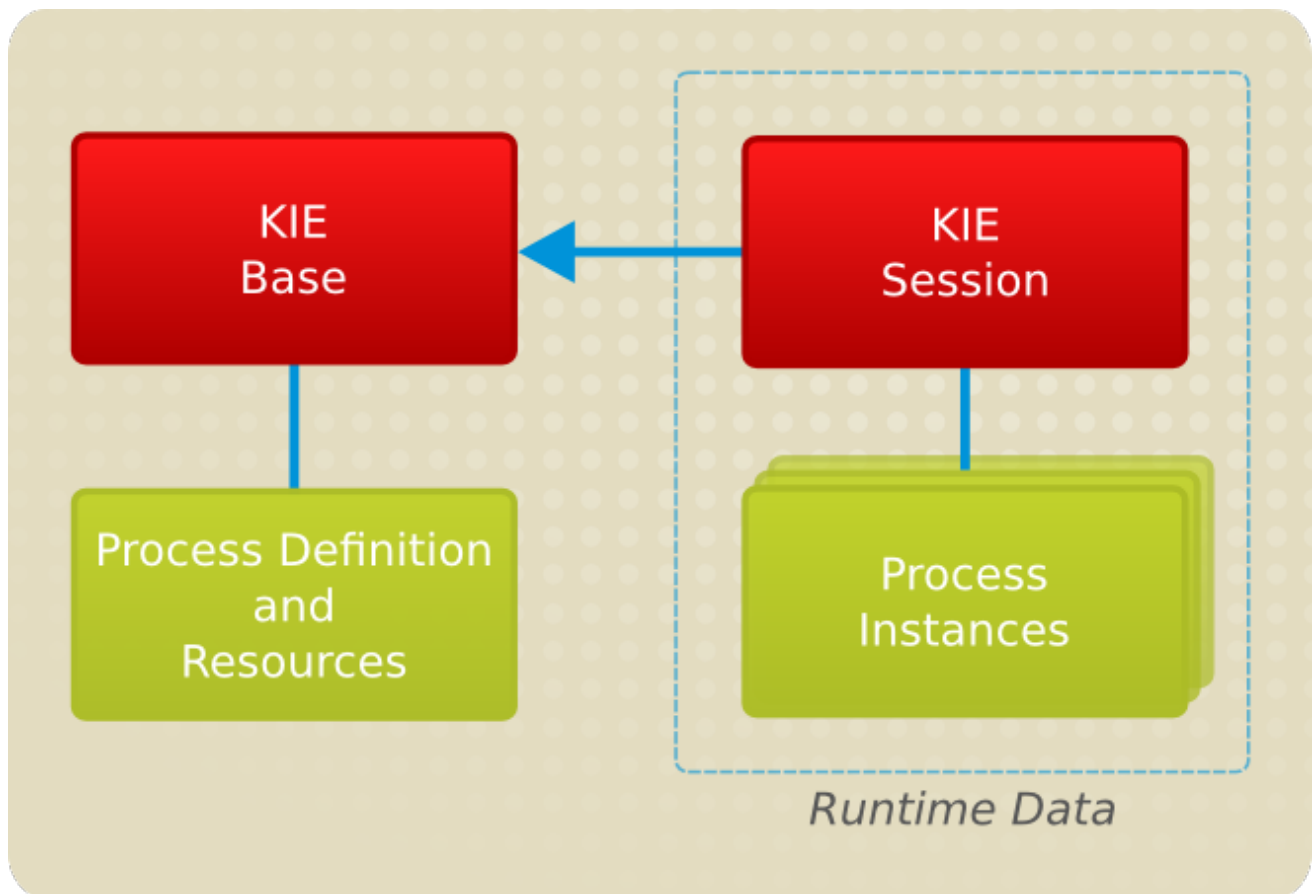 KIE
Base
KIE
Session
Process Definition
and
Resources
Process
Instances
Runtime Data